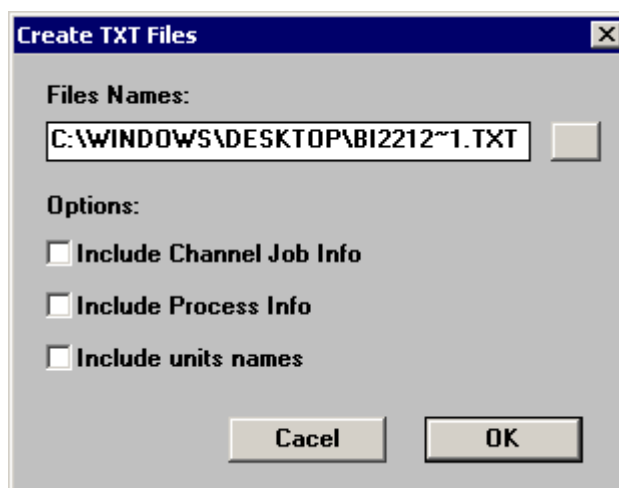 Create TXT Files
Files Names:
C:\WINDOWS\DESKTOP\BI2212~1.TXT
Options:
Include Channel Job Info
Include Process Info
Include units names
Cacel OK